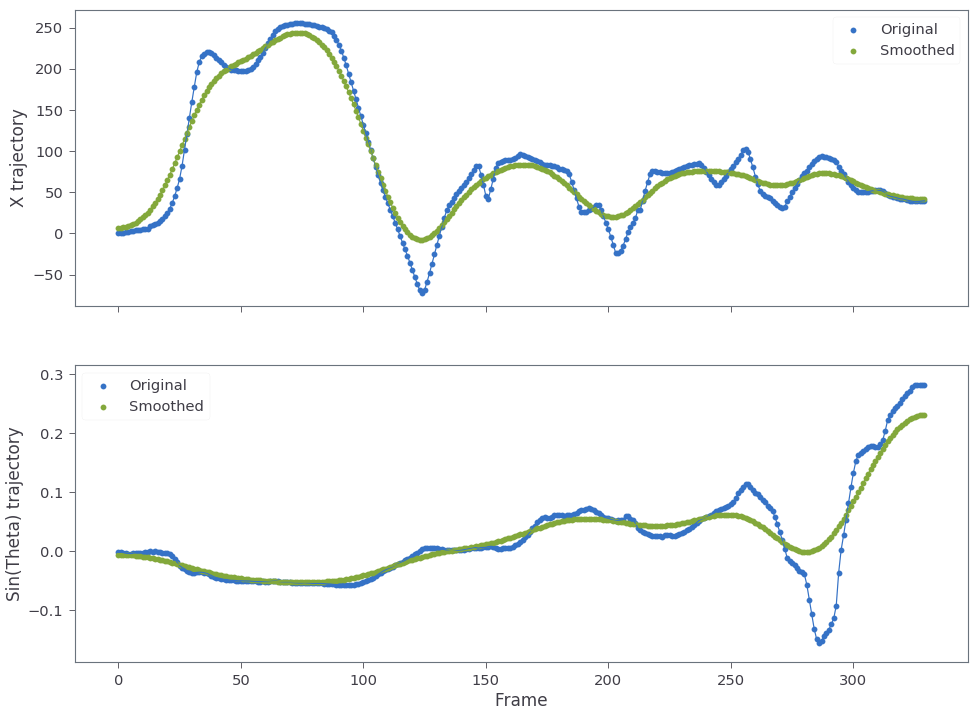 250
200
150
100
50
0
−50
X trajectory
Original
Smoothed
0.3
0.2
0.1
0.0
−0.1
Sin(Theta) trajectory
Original
Smoothed
0 50 100 150 200 250 300
Frame